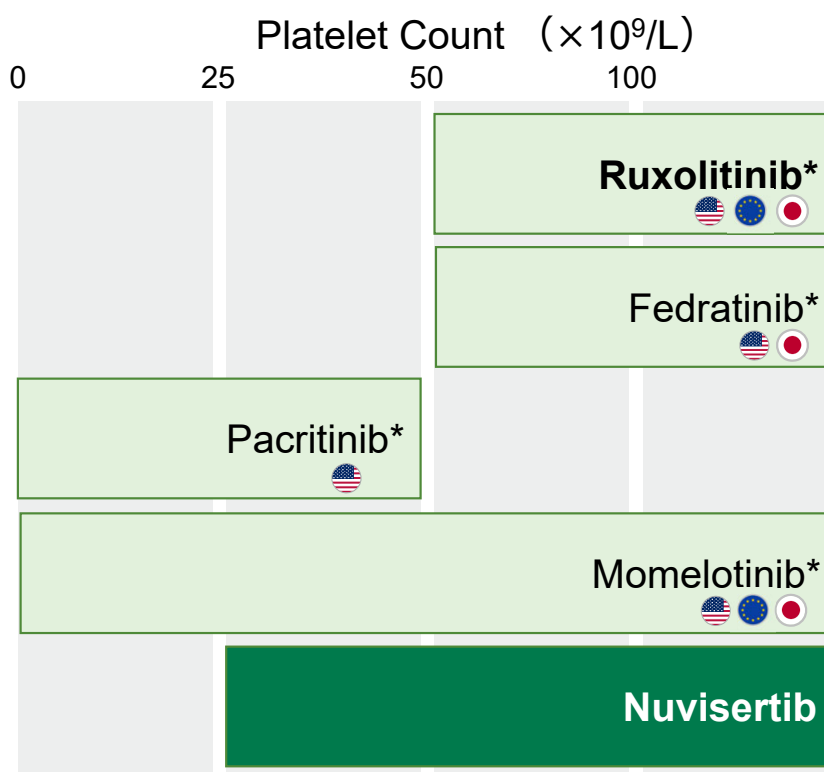 Platelet Count （×10⁹/L）
0 25 50 100
Ruxolitinib*
Fedratinib*
Pacritinib*
Momelotinib*
Nuvisertib